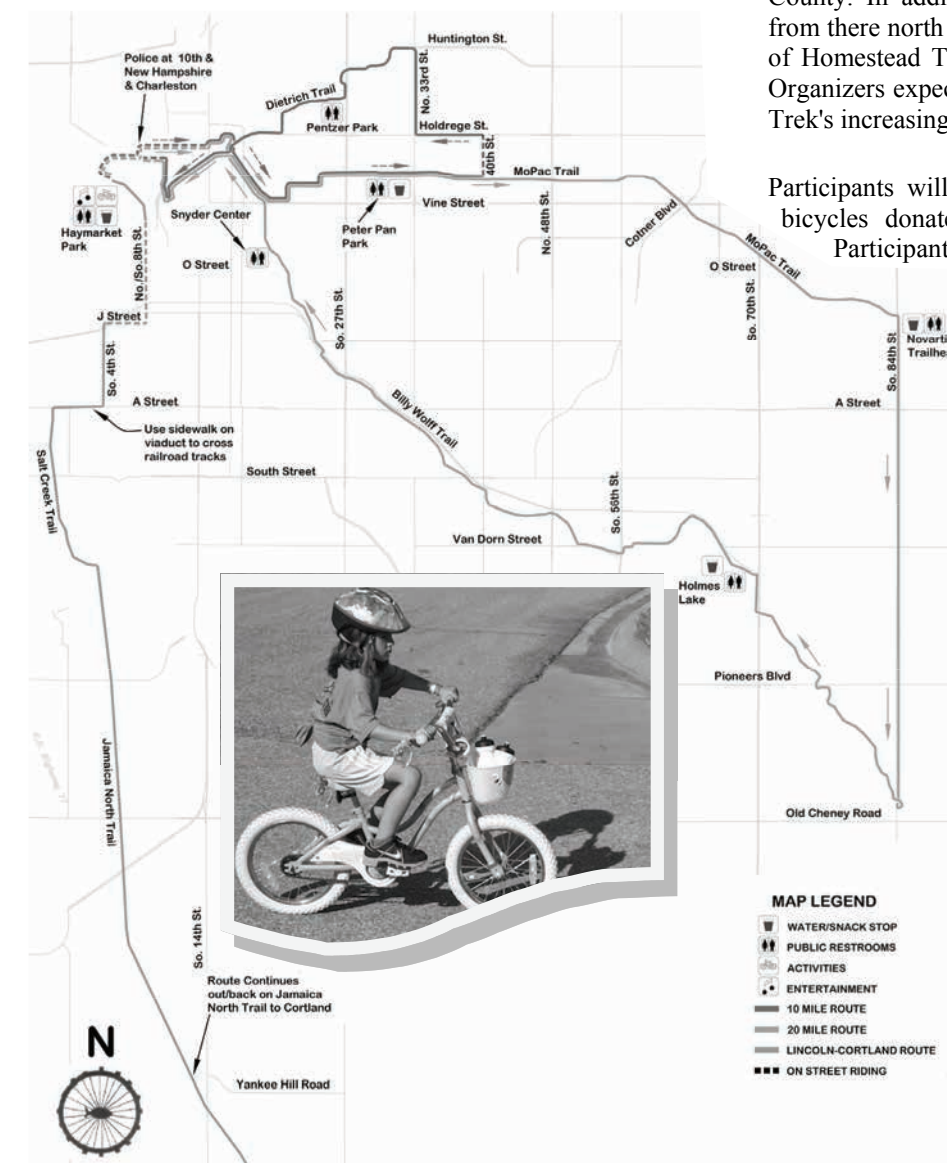 County. In addi
from there north
of Homestead T
Organizers expec
Trek's increasing
Participants will
bicycles donat
Participant
Huntington St.
Police at 10th &
New Hampshire
& Charleston
No. 33rd St.
Dietrich Trail
Pentzer Park
Holdrege St.
40th St.
MoPac Trail
Snyder Center
Vine Street
Peter Pan
Park
Haymarket
Park
No./So.8th St.
O Street
No. 48th St.
Cotner Blvd
MoPac Trail
O Street
So. 70th St.
J Street
So. 27th St.
So. 4th St.
Novarti
Trailhe
So. 84th St.
A Street
A Street
Use sidewalk on
viaduct to cross
railroad tracks
Billy Wolff Trail
Salt Creek Trail
South Street
So. 56th St.
Van Dorn Street
Holmes
Lake
Pioneers Blvd
Jamaica North Trail
Old Cheney Road
So. 14th St.
Route Continues
out/back on Jamaica
North Trail to Cortland
N
Yankee Hill Road
MAP LEGEND
WATER/SNACK STOP
PUBLIC RESTROOMS
ACTIVITIES
ENTERTAINMENT
10 MILE ROUTE
20 MILE ROUTE
LINCOLN-CORTLAND ROUTE
ON STREET RIDING